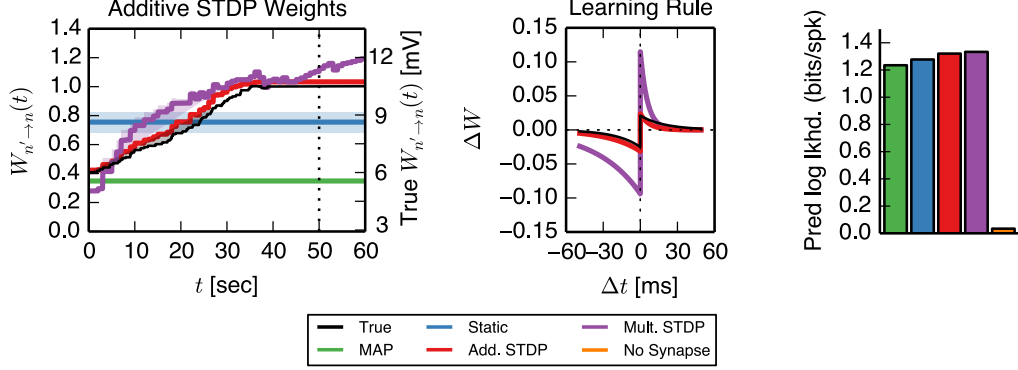 Additive STDP Weights
1.4
1.2
1.0
0.8
0.6
0.4
0.2
0.0
W_{n'→n}(t)
12
9
6
3
True W_{n'→n}(t) [mV]
0 10 20 30 40 50 60
t [sec]
Learning Rule
0.15
0.10
0.05
0.00
−0.05
−0.10
−0.15
ΔW
−60 −30 0 30 60
Δt [ms]
1.4
1.2
1.0
0.8
0.6
0.4
0.2
0.0
Pred log lkhd. (bits/spk)
True Static Mult. STDP
MAP Add. STDP No Synapse